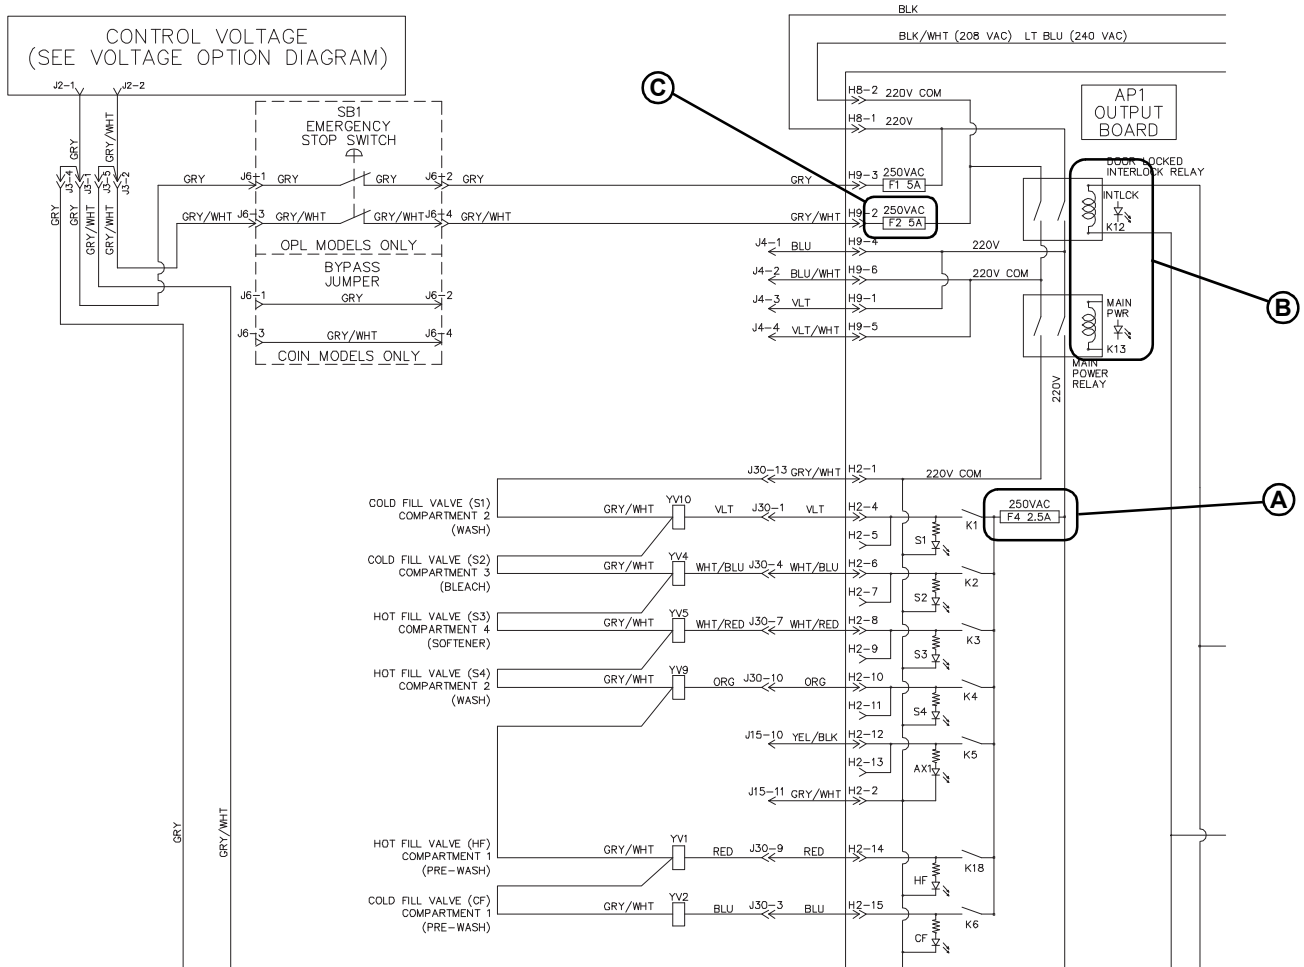 BLK
CONTROL VOLTAGE
(SEE VOLTAGE OPTION DIAGRAM)
BLK/WHT (208 VAC) LT BLU (240 VAC)
J2-1
J2-2
C
H8-2
220V COM
AP1
OUTPUT
BOARD
SB1
EMERGENCY
STOP SWITCH
H8-1
220V
GRY
GRY/WHT
DOOR LOCKED
INTERLOCK RELAY
J3-4
J3-1
J3-5
J3-2
GRY
J6-1
GRY
GRY
J6-2
GRY
GRY
H9-3
250VAC
F1 5A
INTLCK
K12
GRY/WHT
J6-3
GRY/WHT
GRY/WHT
J6-4
GRY/WHT
GRY/WHT
H9-2
250VAC
F2 5A
GRY
GRY
GRY/WHT
GRY/WHT
OPL MODELS ONLY
J4-1
BLU
H9-4
220V
BYPASS
JUMPER
J4-2
BLU/WHT
H9-6
220V COM
J6-1
GRY
J6-2
J4-3
VLT
H9-1
MAIN
PWR
K13
B
J6-3
GRY/WHT
J6-4
J4-4
VLT/WHT
H9-5
COIN MODELS ONLY
MAIN
POWER
RELAY
220V
J30-13
GRY/WHT
H2-1
220V COM
A
COLD FILL VALVE (S1)
COMPARTMENT 2
(WASH)
GRY/WHT
YV10
VLT
J30-1
VLT
H2-4
K1
250VAC
F4 2.5A
H2-5
S1
COLD FILL VALVE (S2)
COMPARTMENT 3
(BLEACH)
GRY/WHT
YV4
WHT/BLU
J30-4
WHT/BLU
H2-6
K2
H2-7
S2
HOT FILL VALVE (S3)
COMPARTMENT 4
(SOFTENER)
GRY/WHT
YV5
WHT/RED
J30-7
WHT/RED
H2-8
K3
H2-9
S3
HOT FILL VALVE (S4)
COMPARTMENT 2
(WASH)
GRY/WHT
YV9
ORG
J30-10
ORG
H2-10
K4
H2-11
S4
J15-10
YEL/BLK
H2-12
K5
H2-13
AX1
J15-11
GRY/WHT
H2-2
GRY
GRY/WHT
HOT FILL VALVE (HF)
COMPARTMENT 1
(PRE-WASH)
GRY/WHT
YV1
RED
J30-9
RED
H2-14
K18
HF
COLD FILL VALVE (CF)
COMPARTMENT 1
(PRE-WASH)
GRY/WHT
YV2
BLU
J30-3
BLU
H2-15
K6
CF